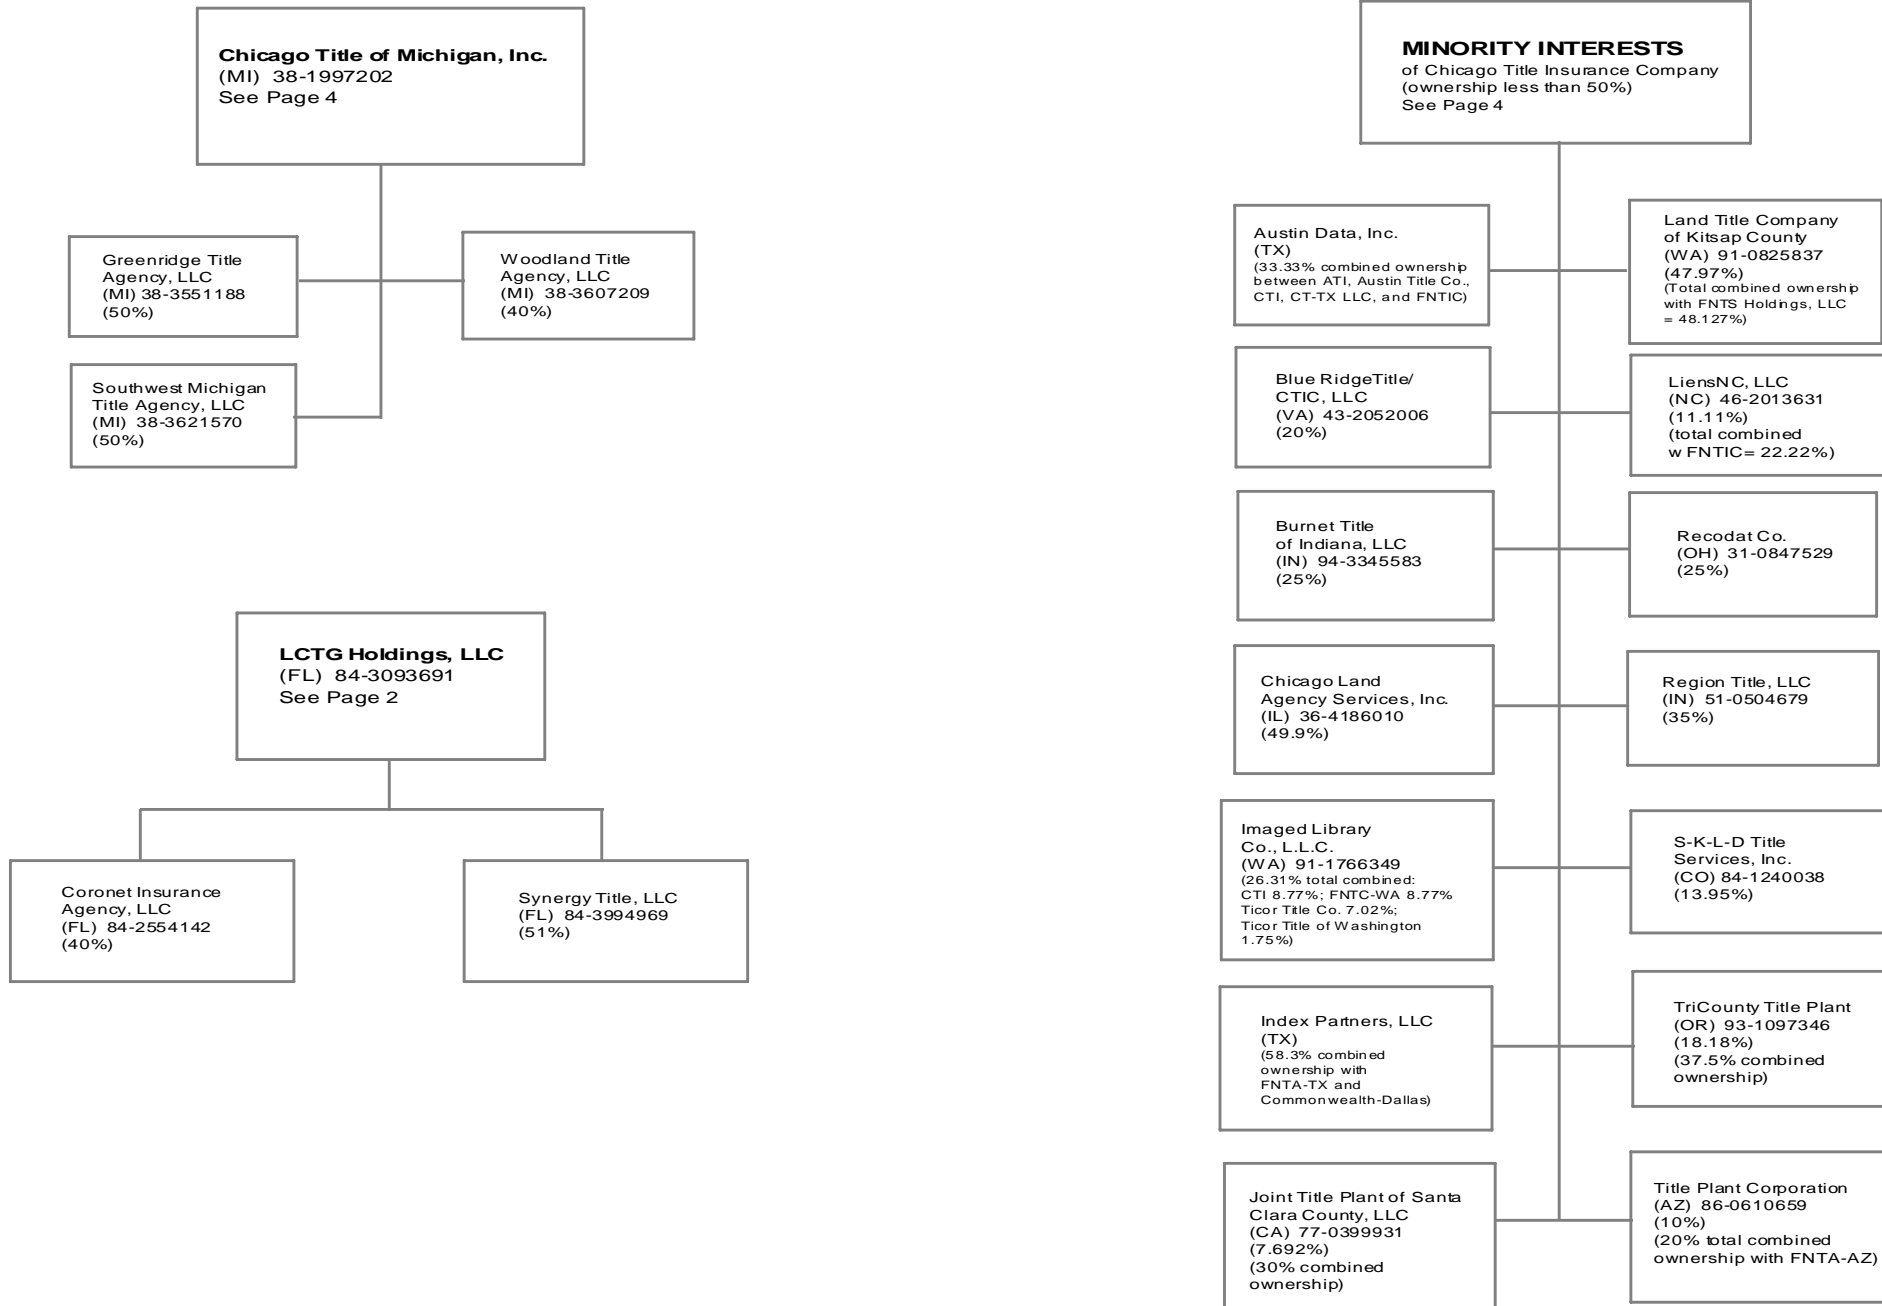 Chicago Title of Michigan, Inc.
(MI) 38-1997202
See Page 4
Greenridge Title
Agency, LLC
(MI) 38-3551188
(50%)
Woodland Title
Agency, LLC
(MI) 38-3607209
(40%)
Southwest Michigan
Title Agency, LLC
(MI) 38-3621570
(50%)
LCTG Holdings, LLC
(FL) 84-3093691
See Page 2
Coronet Insurance
Agency, LLC
(FL) 84-2554142
(40%)
Synergy Title, LLC
(FL) 84-3994969
(51%)
MINORITY INTERESTS
of Chicago Title Insurance Company
(ownership less than 50%)
See Page 4
Austin Data, Inc.
(TX)
(33.33% combined ownership
between ATI, Austin Title Co.,
CTI, CT-TX LLC, and FNTIC)
Land Title Company
of Kitsap County
(WA) 91-0825837
(47.97%)
(Total combined ownership
with FNTS Holdings, LLC
= 48.127%)
Blue RidgeTitle/
CTIC, LLC
(VA) 43-2052006
(20%)
LiensNC, LLC
(NC) 46-2013631
(11.11%)
(total combined
w FNTIC= 22.22%)
Burnet Title
of Indiana, LLC
(IN) 94-3345583
(25%)
Recodat Co.
(OH) 31-0847529
(25%)
Chicago Land
Agency Services, Inc.
(IL) 36-4186010
(49.9%)
Region Title, LLC
(IN) 51-0504679
(35%)
Imaged Library
Co., L.L.C.
(WA) 91-1766349
(26.31% total combined:
CTI 8.77%; FNTC-WA 8.77%
Ticor Title Co. 7.02%;
Ticor Title of Washington
1.75%)
S-K-L-D Title
Services, Inc.
(CO) 84-1240038
(13.95%)
Index Partners, LLC
(TX)
(58.3% combined
ownership with
FNTA-TX and
Commonwealth-Dallas)
TriCounty Title Plant
(OR) 93-1097346
(18.18%)
(37.5% combined
ownership)
Joint Title Plant of Santa
Clara County, LLC
(CA) 77-0399931
(7.692%)
(30% combined
ownership)
Title Plant Corporation
(AZ) 86-0610659
(10%)
(20% total combined
ownership with FNTA-AZ)